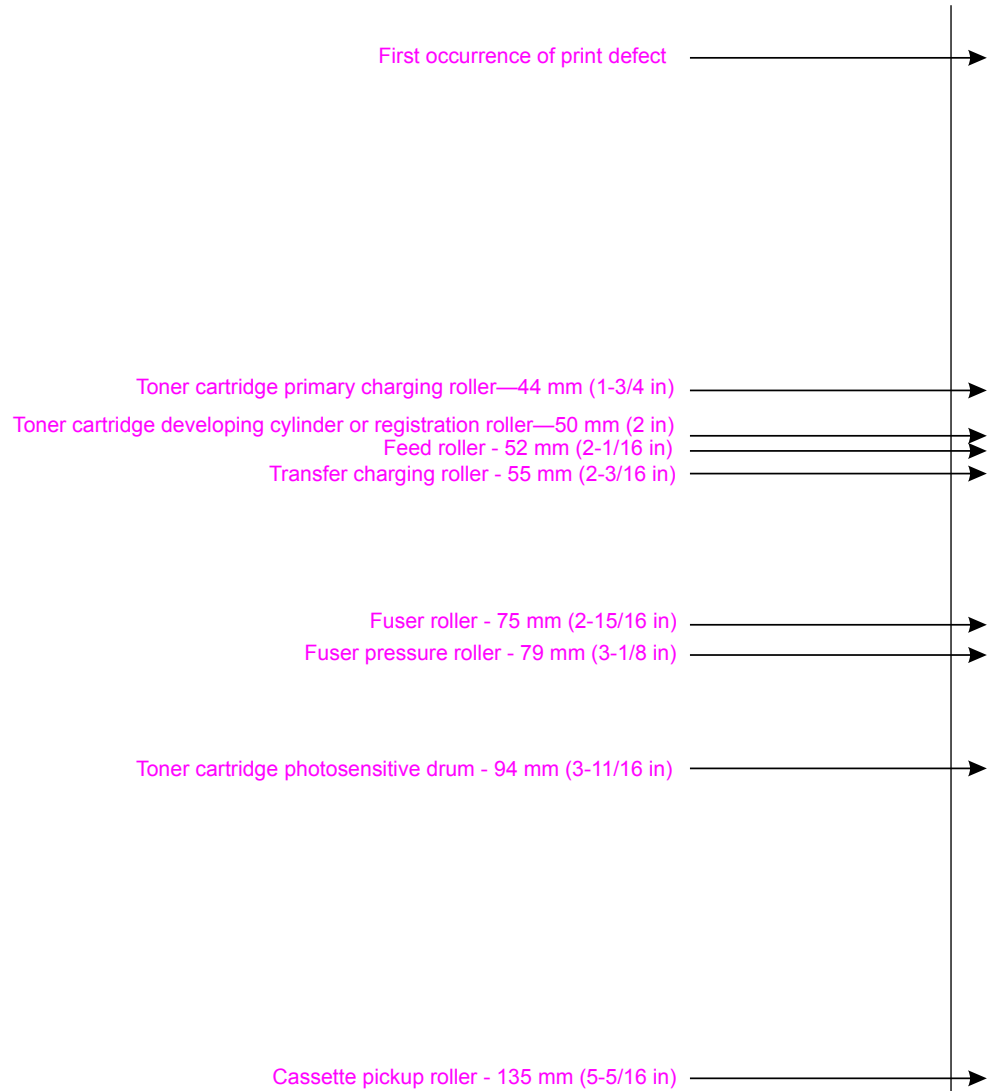 First occurrence of print defect
Toner cartridge primary charging roller—44 mm (1-3/4 in)
Toner cartridge developing cylinder or registration roller—50 mm (2 in)
Feed roller - 52 mm (2-1/16 in)
Transfer charging roller - 55 mm (2-3/16 in)
Fuser roller - 75 mm (2-15/16 in)
Fuser pressure roller - 79 mm (3-1/8 in)
Toner cartridge photosensitive drum - 94 mm (3-11/16 in)
Cassette pickup roller - 135 mm (5-5/16 in)